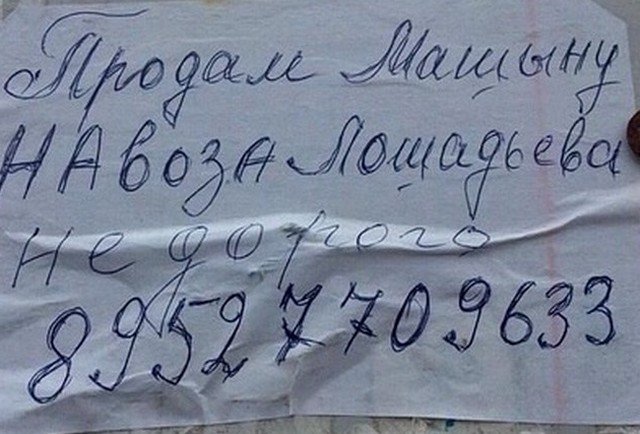 Продам Машыну
НАвозА Лошадьева
не дорого
89527709633